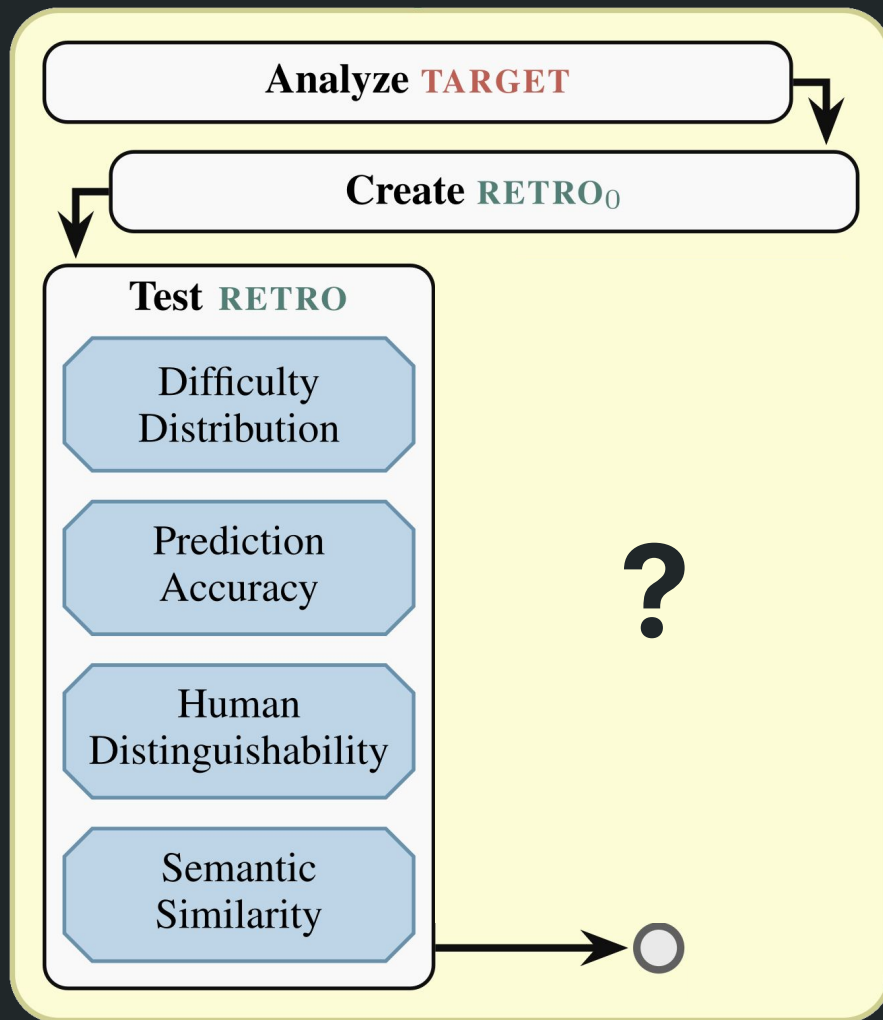 Analyze TARGET
Create RETRO₀
Test RETRO
Difficulty
Distribution
Prediction
Accuracy
?
Human
Distinguishability
Semantic
Similarity